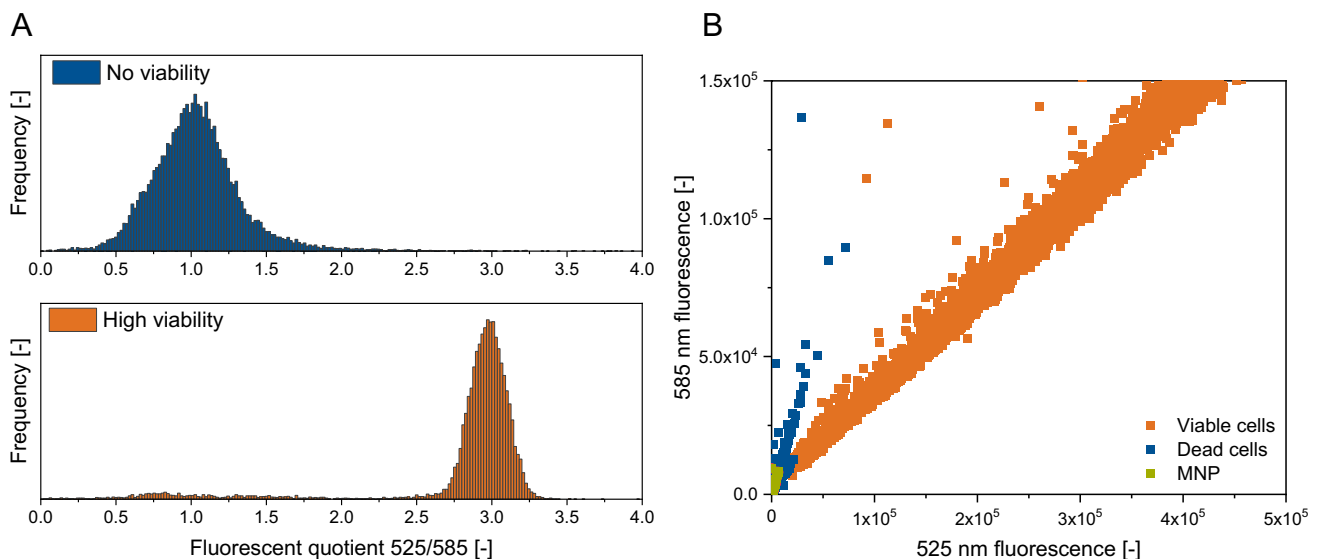 A
No viability
Frequency [-]
0.0 0.5 1.0 1.5 2.0 2.5 3.0 3.5 4.0
High viability
Frequency [-]
0.0 0.5 1.0 1.5 2.0 2.5 3.0 3.5 4.0
Fluorescent quotient 525/585 [-]
B
1.5x10⁵
1.0x10⁵
5.0x10⁴
0.0
585 nm fluorescence [-]
Viable cells
Dead cells
MNP
0 1x10⁵ 2x10⁵ 3x10⁵ 4x10⁵ 5x10⁵
525 nm fluorescence [-]